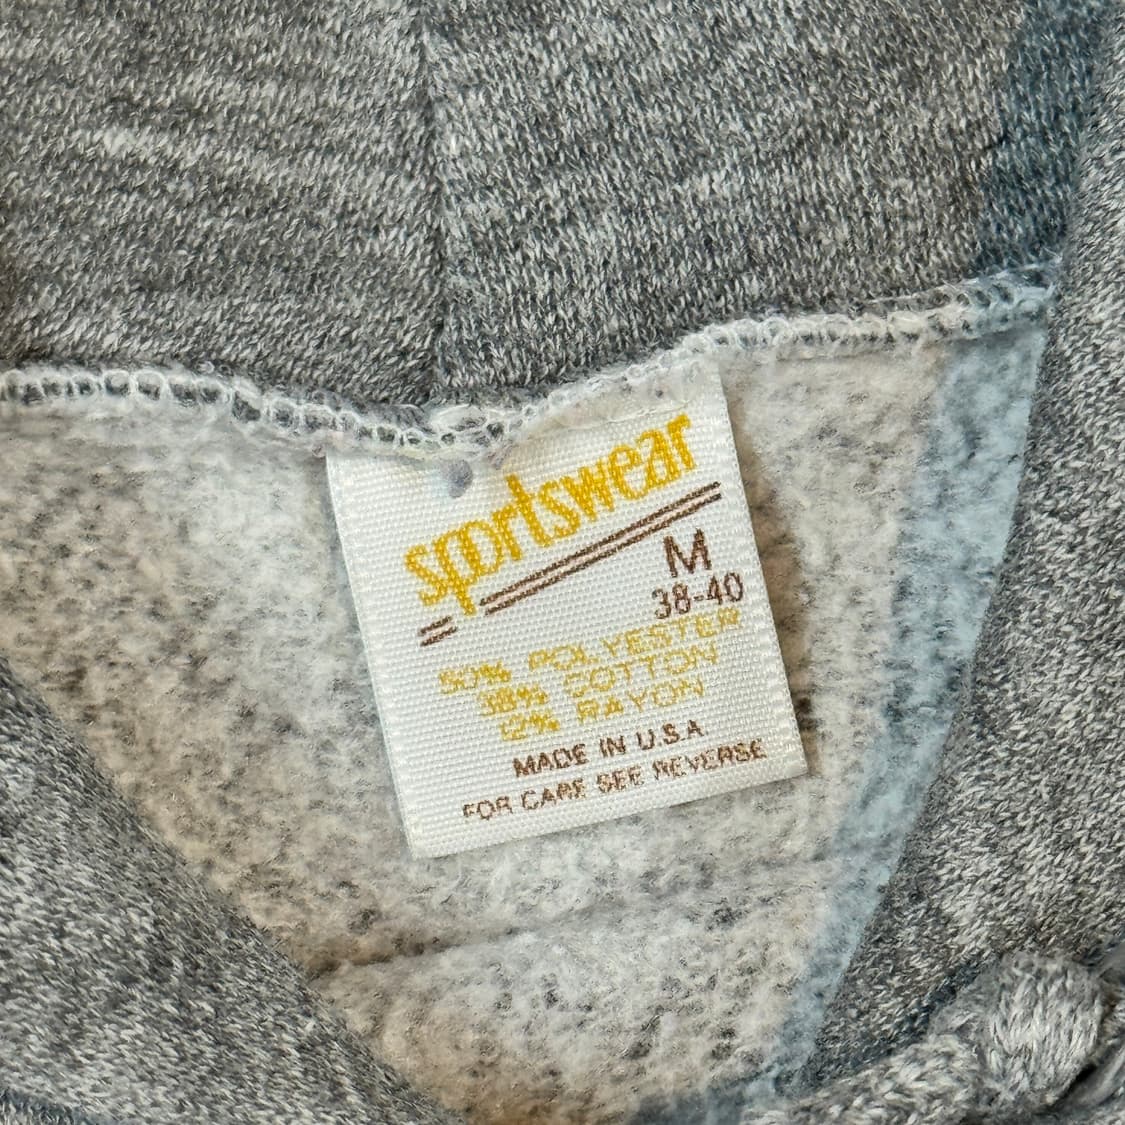 sportswear
M
38-40
50% POLYESTER
38% COTTON
12% RAYON
MADE IN U.S.A.
FOR CARE SEE REVERSE